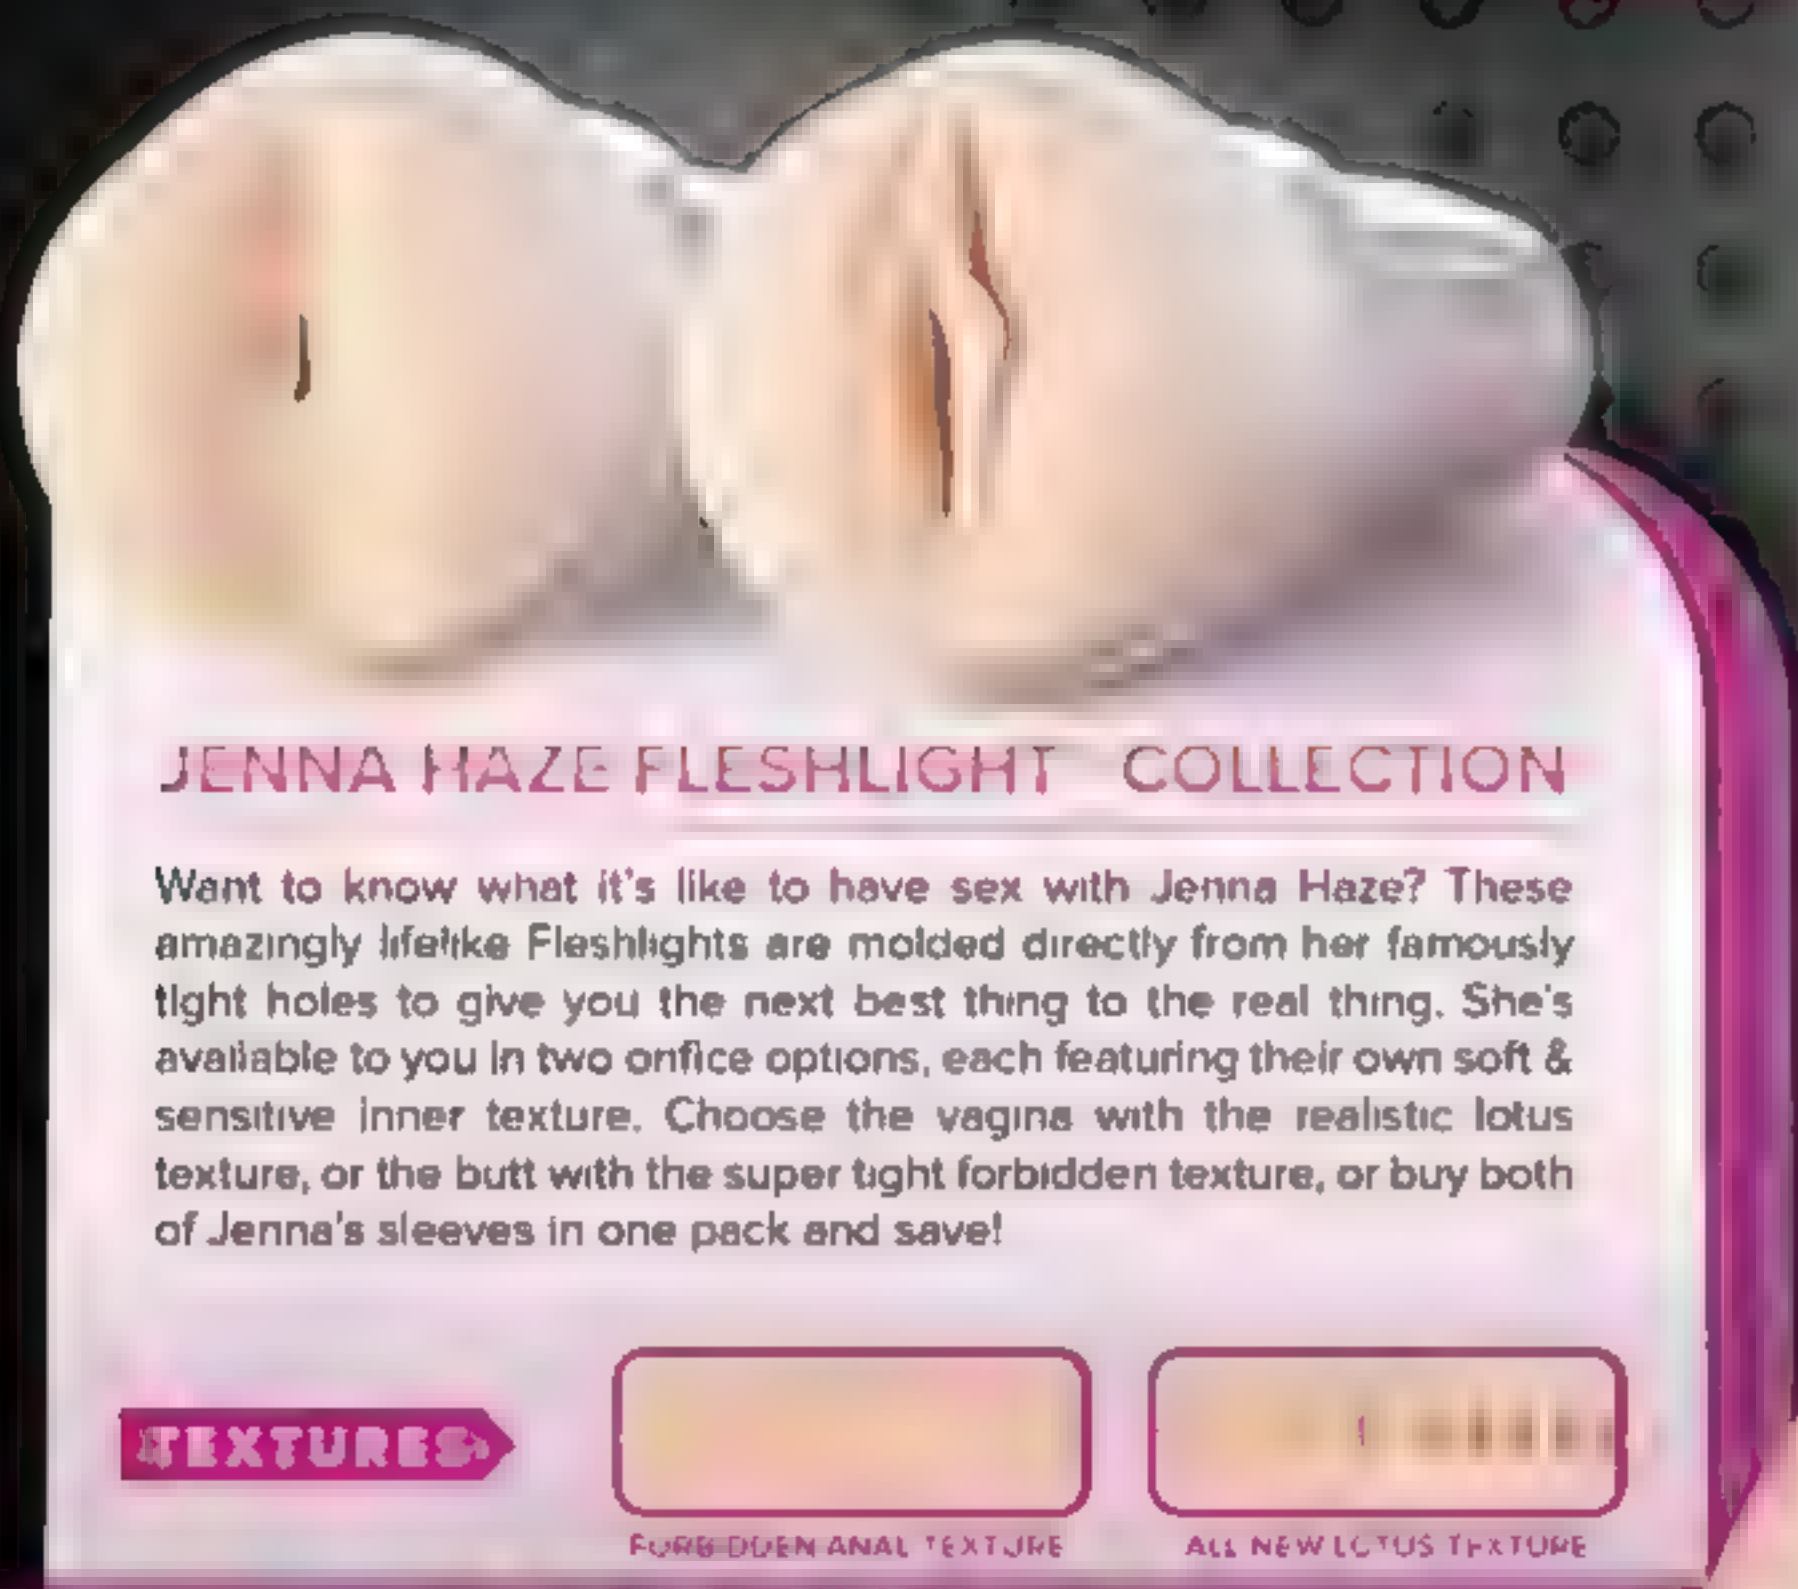 JENNA HAZE FLESHLIGHT COLLECTION
Want to know what it's like to have sex with Jenna Haze? These
amazingly lifelike Fleshlights are molded directly from her famously
tight holes to give you the next best thing to the real thing. She's
available to you in two orifice options, each featuring their own soft &
sensitive inner texture. Choose the vagina with the realistic lotus
texture, or the butt with the super tight forbidden texture, or buy both
of Jenna's sleeves in one pack and save!
TEXTURES
FORBIDDEN ANAL TEXTURE
ALL NEW LOTUS TEXTURE